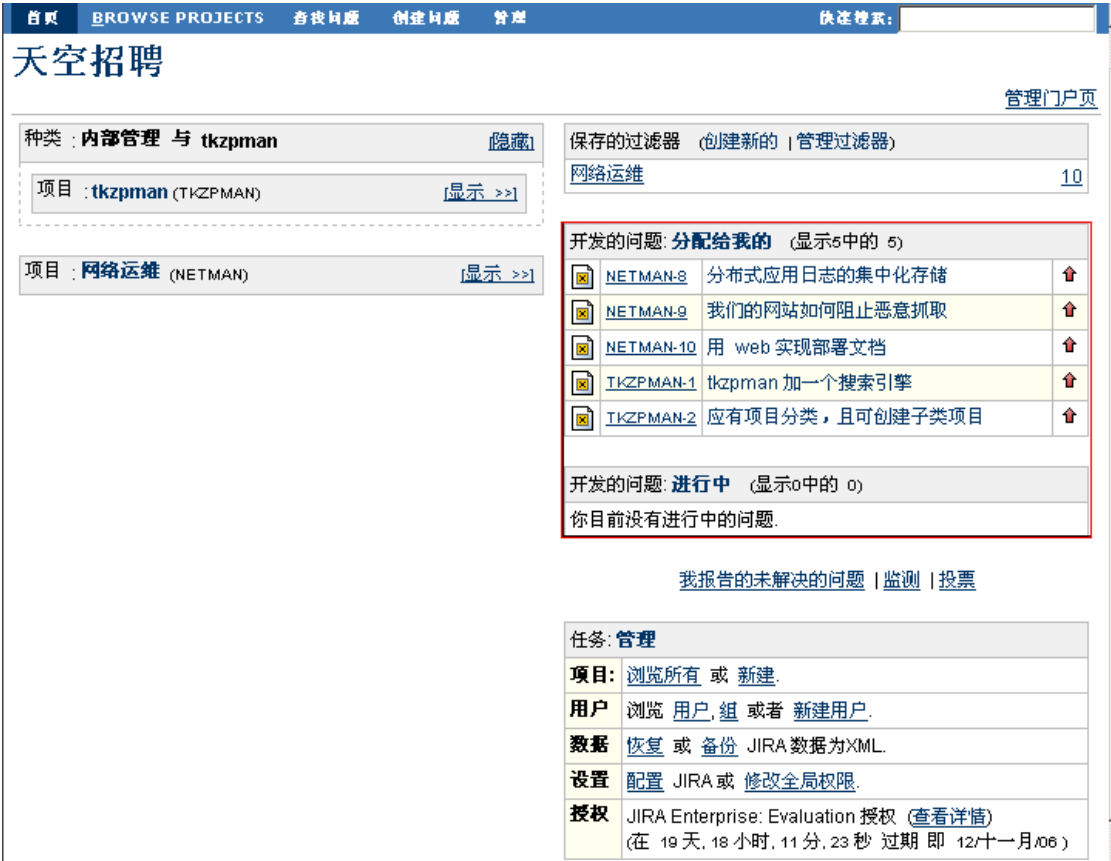 首页 BROWSE PROJECTS 查找问题 创建问题 管理 快速搜索:
天空招聘
管理门户页
种类 : 内部管理 与 tkzpman [隐藏]
项目 : tkzpman (TKZPMAN) [显示 >>]
项目 : 网络运维 (NETMAN) [显示 >>]
保存的过滤器 (创建新的 | 管理过滤器)
网络运维 10
开发的问题: 分配给我的 (显示5中的 5)
NETMAN-8 分布式应用日志的集中化存储
NETMAN-9 我们的网站如何阻止恶意抓取
NETMAN-10 用 web 实现部署文档
TKZPMAN-1 tkzpman 加一个搜索引擎
TKZPMAN-2 应有项目分类，且可创建子类项目
开发的问题: 进行中 (显示0中的 0)
你目前没有进行中的问题.
我报告的未解决的问题 | 监测 | 投票
任务: 管理
项目: 浏览所有 或 新建.
用户 浏览 用户, 组 或者 新建用户.
数据 恢复 或 备份 JIRA 数据为XML.
设置 配置 JIRA 或 修改全局权限.
授权 JIRA Enterprise: Evaluation 授权 (查看详情)
(在 19 天, 18 小时, 11 分, 23 秒 过期 即 12/十一月/06 )